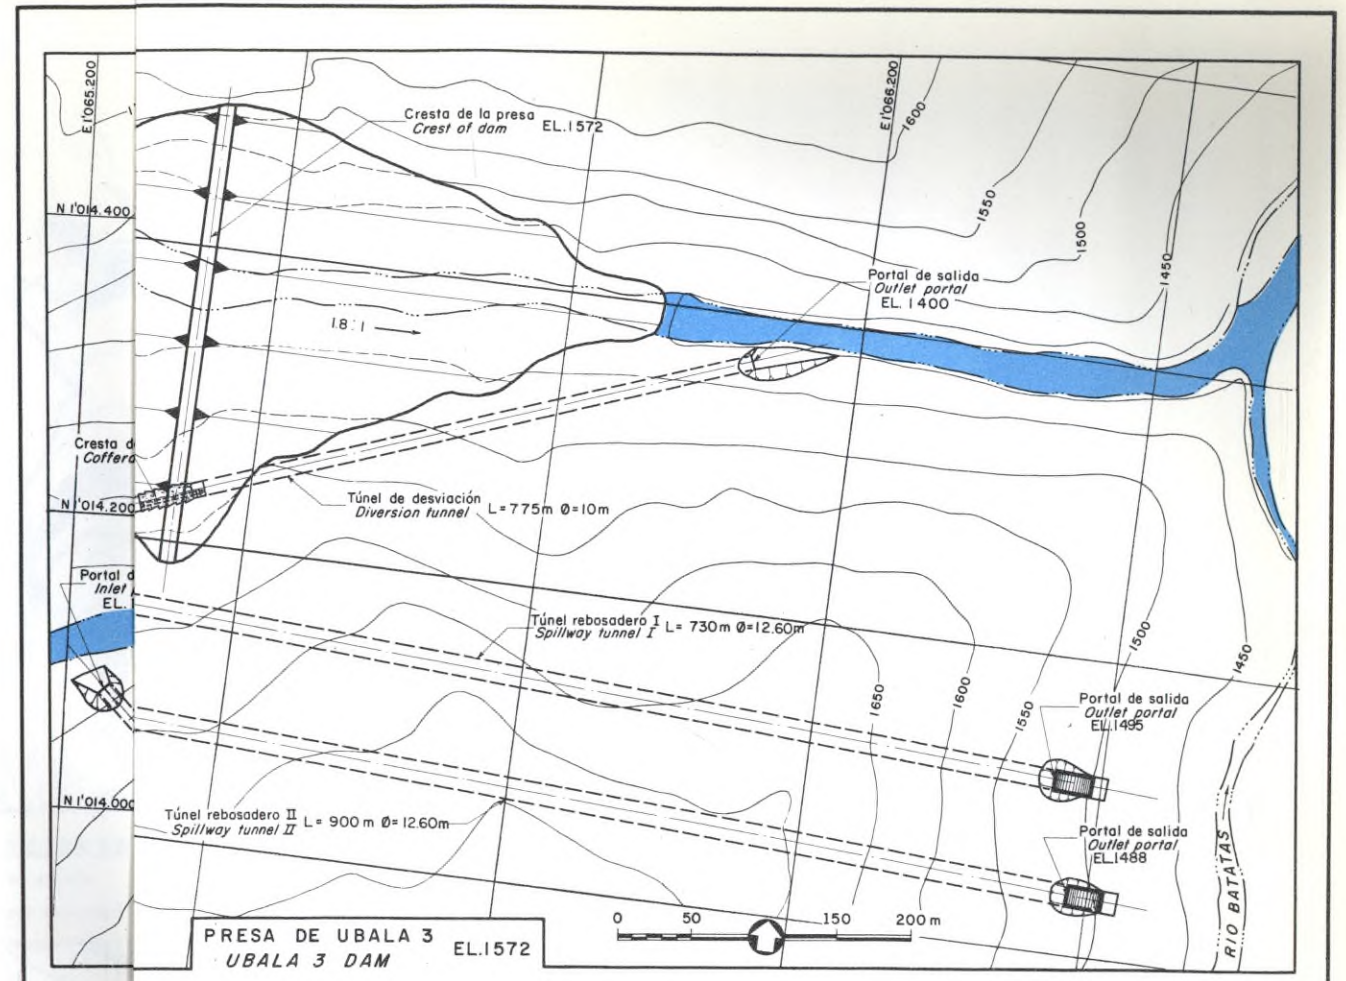 E1'065.200
Cresta de la presa
Crest of dam
EL.1572
E1'066.200
1600
1550
1500
1450
N 1'014.400
Portal de salida
Outlet portal
EL. 1400
1.8 : 1
Cresta d
Coffer
N 1'014.200
Túnel de desviación
Diversion tunnel
L= 775m Ø=10m
Portal d
Inlet
EL.
Túnel rebosadero I
Spillway tunnel I
L= 730m Ø=12.60m
1650
1600
1550
1500
1450
Portal de salida
Outlet portal
EL.1495
N 1'014.000
Túnel rebosadero II
Spillway tunnel II
L= 900 m Ø= 12.60m
Portal de salida
Outlet portal
EL.1488
RIO BATATAS
0 50 150 200 m
PRESA DE UBALA 3
UBALA 3 DAM
EL.1572